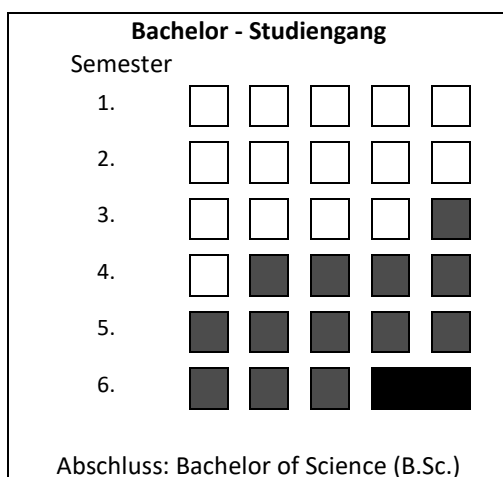 Bachelor - Studiengang
Semester
1.
2.
3.
4.
5.
6.
Abschluss: Bachelor of Science (B.Sc.)